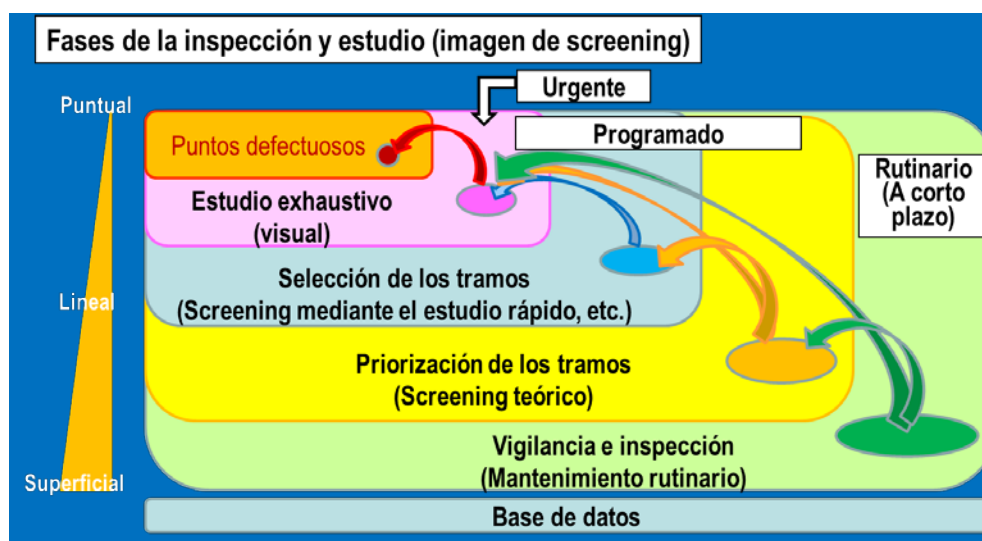 Fases de la inspección y estudio (imagen de screening)
Urgente
Puntual
Programado
Puntos defectuosos
Rutinario
(A corto
plazo)
Estudio exhaustivo
(visual)
Selección de los tramos
Lineal
(Screening mediante el estudio rápido, etc.)
Priorización de los tramos
(Screening teórico)
Vigilancia e inspección
(Mantenimiento rutinario)
Superficial
Base de datos